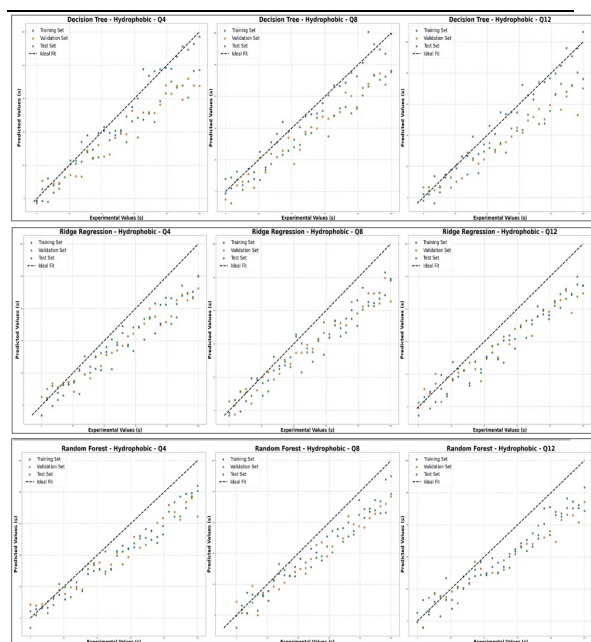 Decision Tree - Hydrophobic - Q4
Training Set
Validation Set
Test Set
Ideal Fit
Predicted Values (s)
Experimental Values (s)
Decision Tree - Hydrophobic - Q8
Training Set
Validation Set
Test Set
Ideal Fit
Predicted Values (s)
Experimental Values (s)
Decision Tree - Hydrophobic - Q12
Training Set
Validation Set
Test Set
Ideal Fit
Predicted Values (s)
Experimental Values (s)
Ridge Regression - Hydrophobic - Q4
Training Set
Validation Set
Test Set
Ideal Fit
Predicted Values (s)
Experimental Values (s)
Ridge Regression - Hydrophobic - Q8
Training Set
Validation Set
Test Set
Ideal Fit
Predicted Values (s)
Experimental Values (s)
Ridge Regression - Hydrophobic - Q12
Training Set
Validation Set
Test Set
Ideal Fit
Predicted Values (s)
Experimental Values (s)
Random Forest - Hydrophobic - Q4
Training Set
Validation Set
Test Set
Ideal Fit
Predicted Values (s)
Experimental Values (s)
Random Forest - Hydrophobic - Q8
Training Set
Validation Set
Test Set
Ideal Fit
Predicted Values (s)
Experimental Values (s)
Random Forest - Hydrophobic - Q12
Training Set
Validation Set
Test Set
Ideal Fit
Predicted Values (s)
Experimental Values (s)